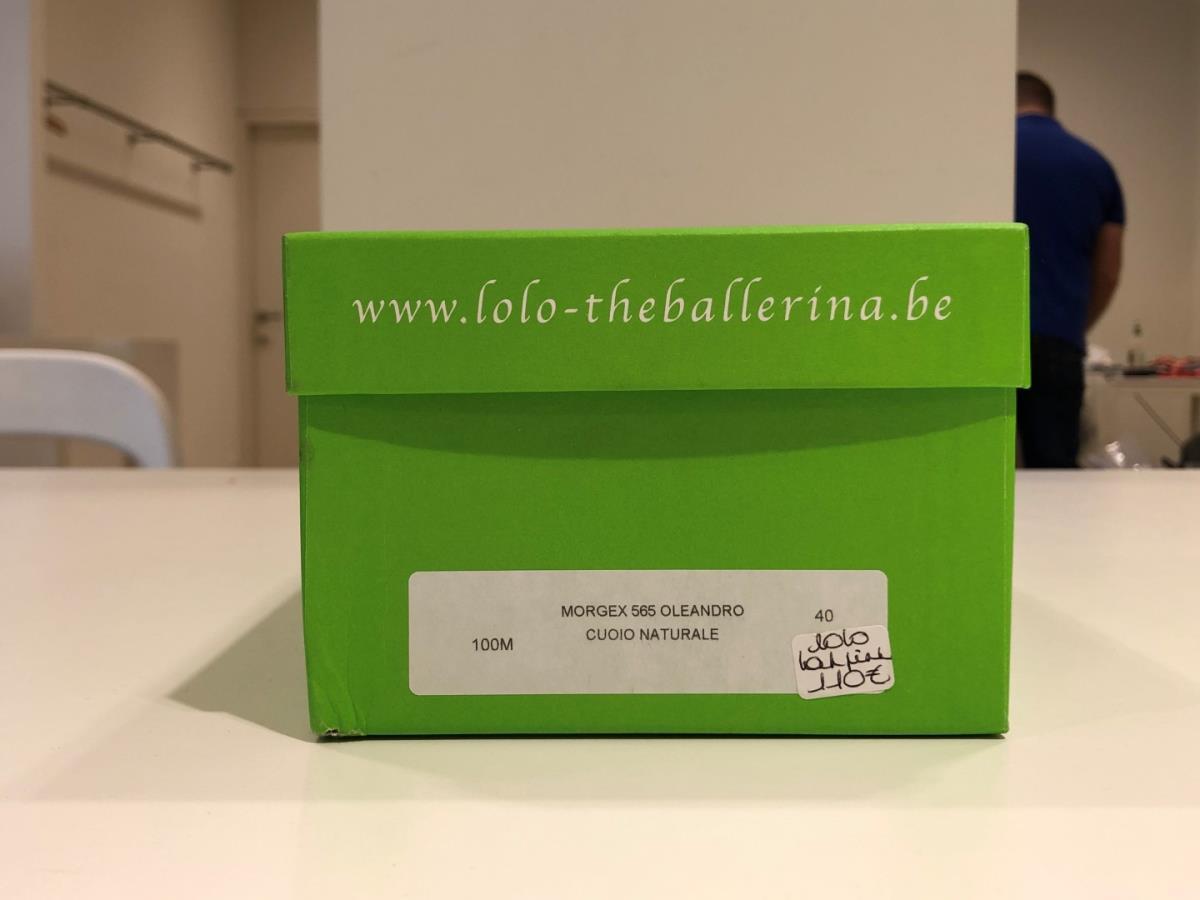 www.lolo-theballerina.be
MORGEX 565 OLEANDRO
40
CUOIO NATURALE
100M
lolo
110€